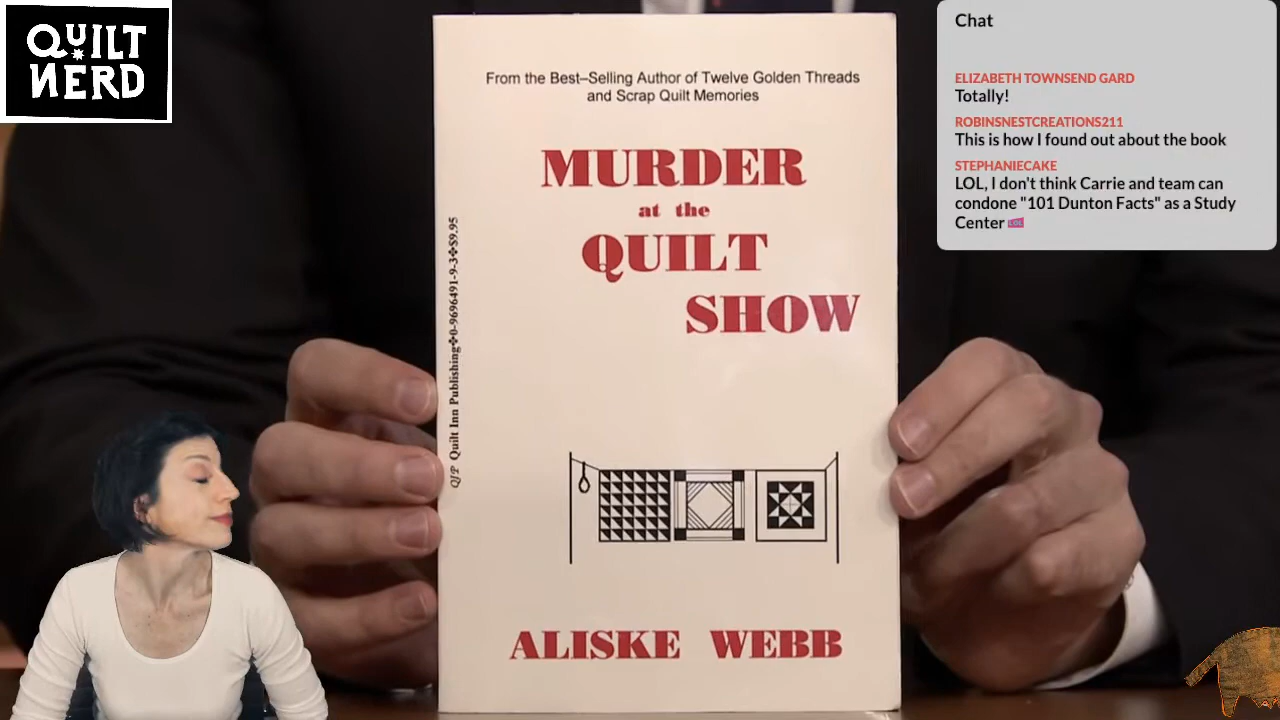 QUILT
NERD
From the Best–Selling Author of Twelve Golden Threads
and Scrap Quilt Memories
MURDER
at the
QUILT
SHOW
QIP Quilt Inn Publishing✤0-9696491-9-3✤$9.95
ALISKE WEBB
Chat
ELIZABETH TOWNSEND GARD
Totally!
ROBINSNESTCREATIONS211
This is how I found out about the book
STEPHANIECAKE
LOL, I don't think Carrie and team can
condone "101 Dunton Facts" as a Study
Center LOL